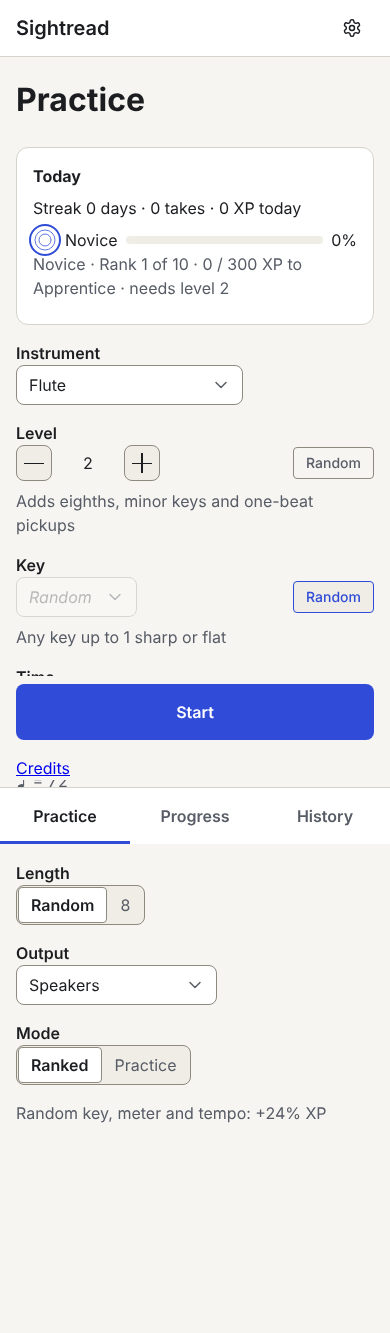 Sightread
Practice
Today
Streak 0 days · 0 takes · 0 XP today
Novice 0%
Novice · Rank 1 of 10 · 0 / 300 XP to
Apprentice · needs level 2
Instrument
Flute
Level
2
Random
Adds eighths, minor keys and one-beat
pickups
Key
Random
Random
Any key up to 1 sharp or flat
Time
Start
Credits
Practice Progress History
Length
Random 8
Output
Speakers
Mode
Ranked Practice
Random key, meter and tempo: +24% XP